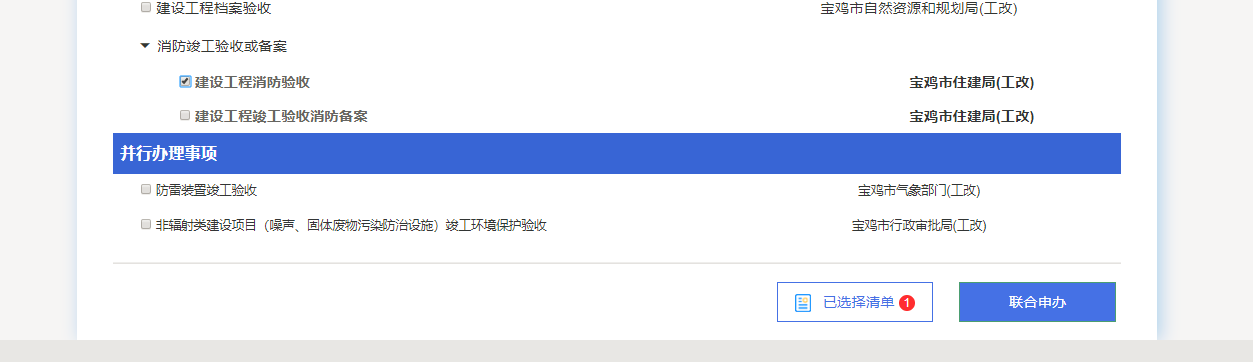 建设工程档案验收 宝鸡市自然资源和规划局(工改)
消防竣工验收或备案
建设工程消防验收 宝鸡市住建局(工改)
建设工程竣工验收消防备案 宝鸡市住建局(工改)
并行办理事项
防雷装置竣工验收 宝鸡市气象部门(工改)
非辐射类建设项目（噪声、固体废物污染防治设施）竣工环境保护验收 宝鸡市行政审批局(工改)
已选择清单 1 联合申办